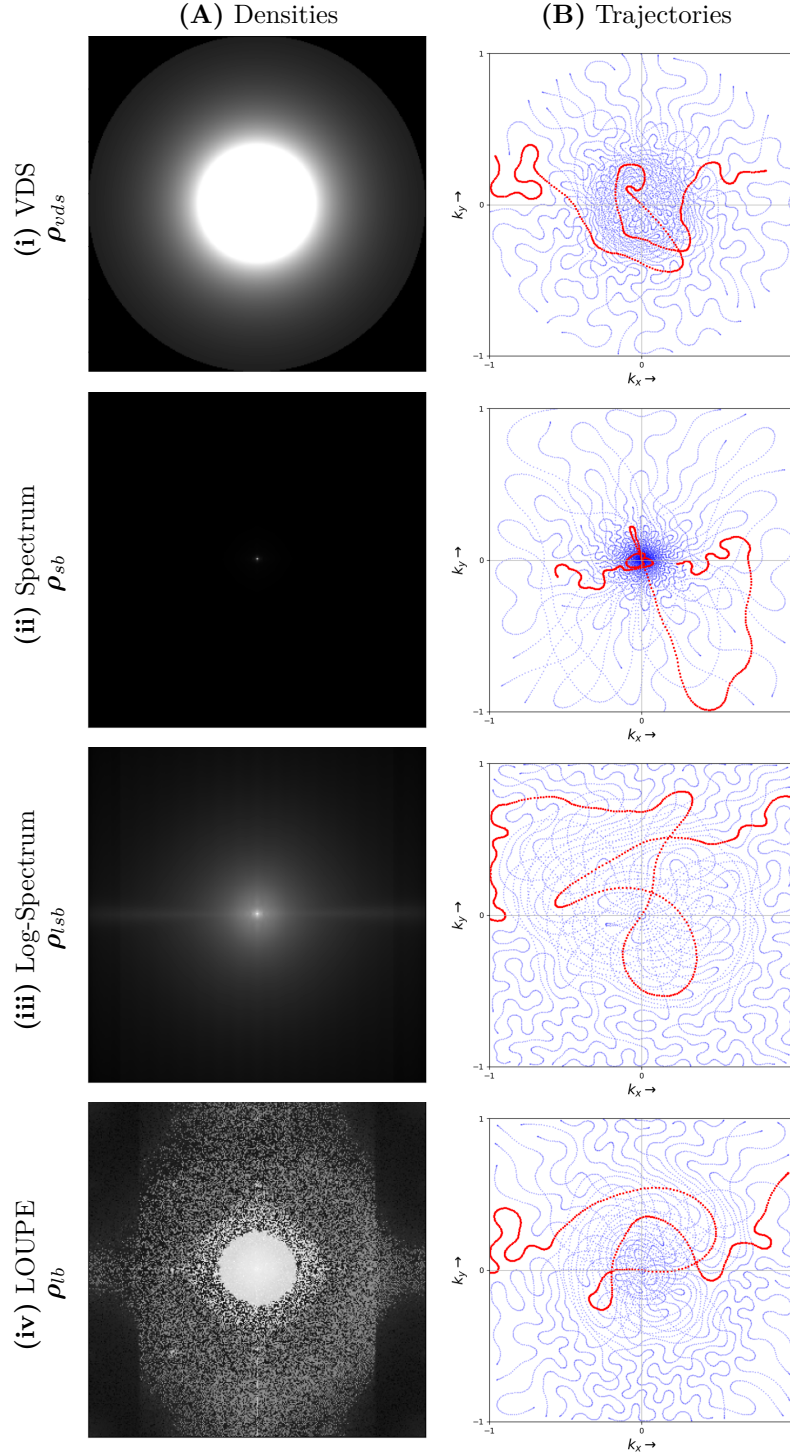 (A) Densities
(B) Trajectories
(i) VDS
ρvds
1
0
-1
-1
0
ky→
kx→
(ii) Spectrum
ρsb
1
0
-1
-1
0
ky→
kx→
(iii) Log-Spectrum
ρlsb
1
0
-1
-1
0
ky→
kx→
(iv) LOUPE
ρlb
1
0
-1
-1
0
ky→
kx→